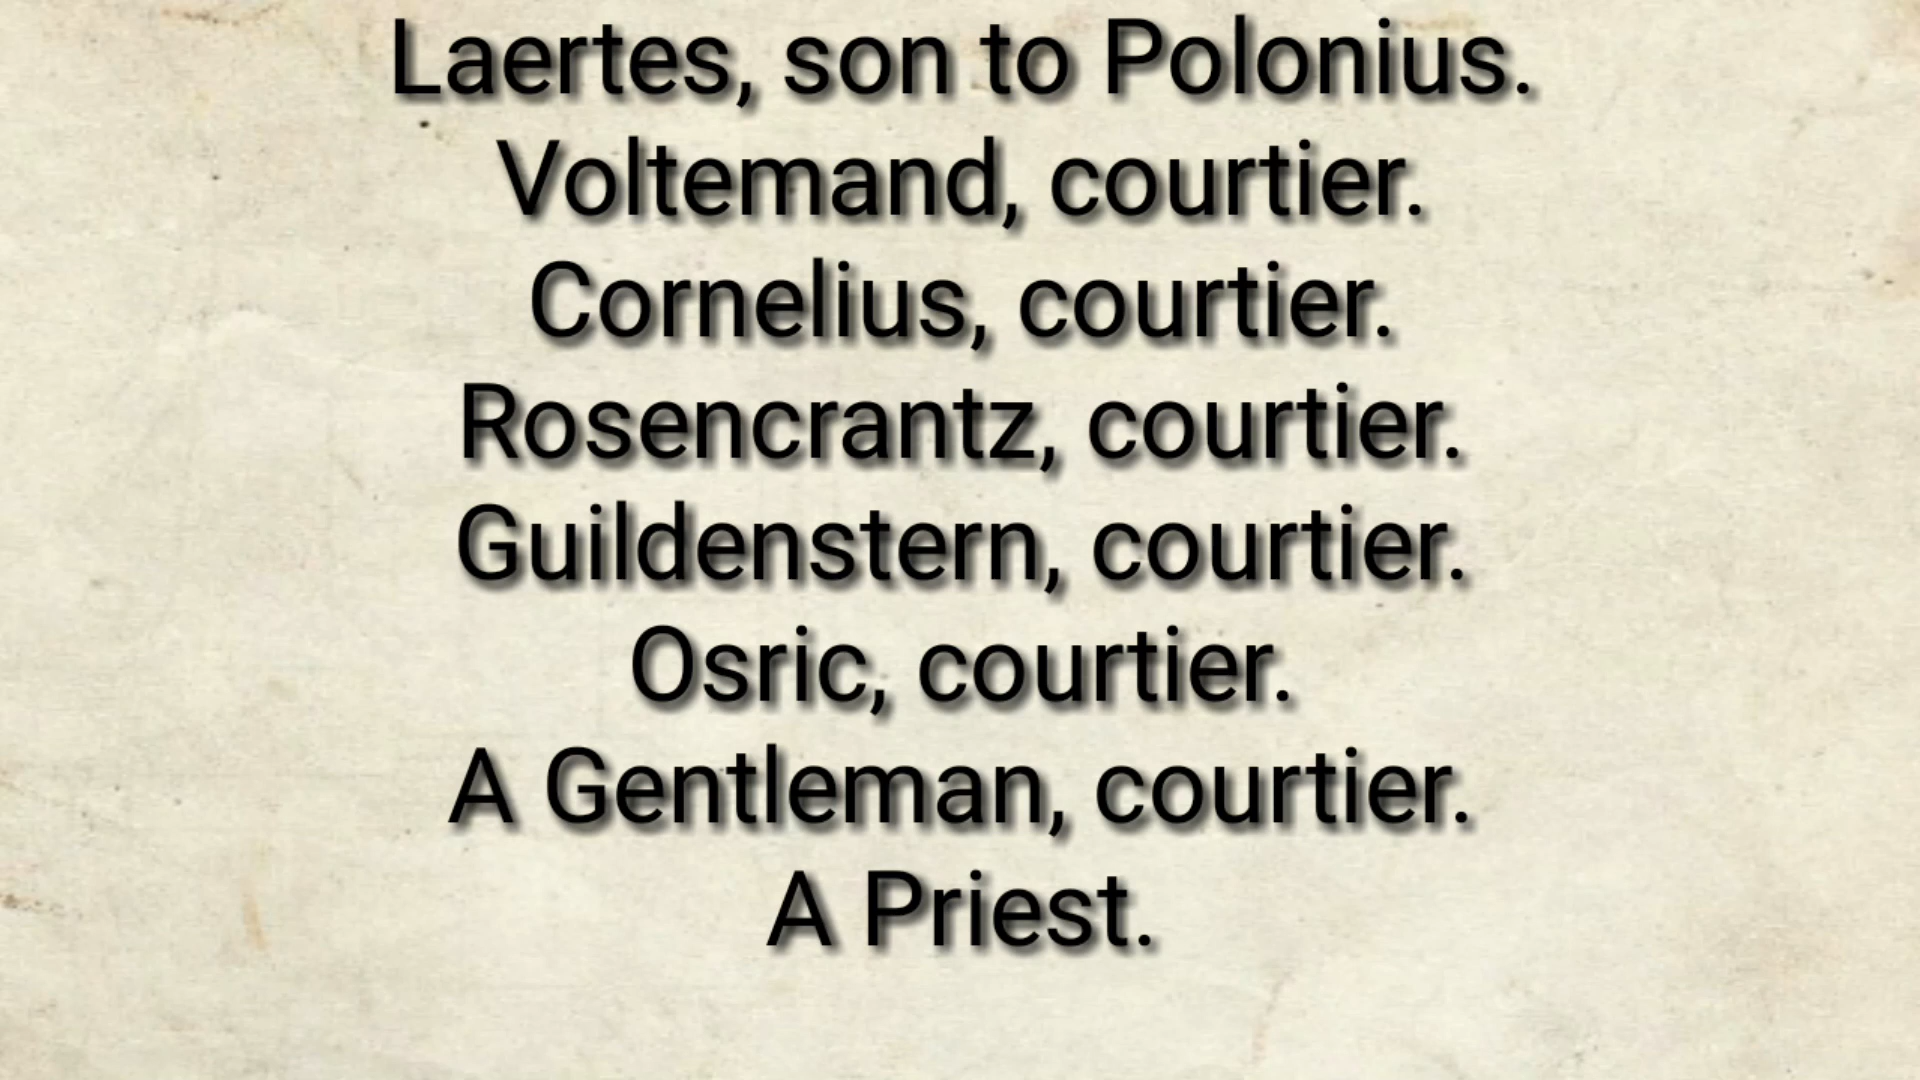 Laertes, son to Polonius.
Voltemand, courtier.
Cornelius, courtier.
Rosencrantz, courtier.
Guildenstern, courtier.
Osric, courtier.
A Gentleman, courtier.
A Priest.